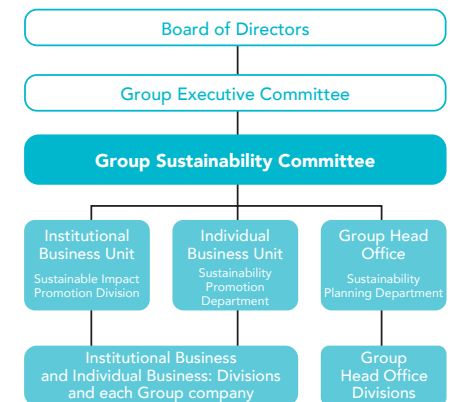 Board of Directors
Group Executive Committee
Group Sustainability Committee
Institutional
Business Unit
Sustainable Impact
Promotion Division
Individual
Business Unit
Sustainability
Promotion
Department
Group Head
Office
Sustainability
Planning Department
Institutional Business
and Individual Business: Divisions
and each Group company
Group
Head Office
Divisions